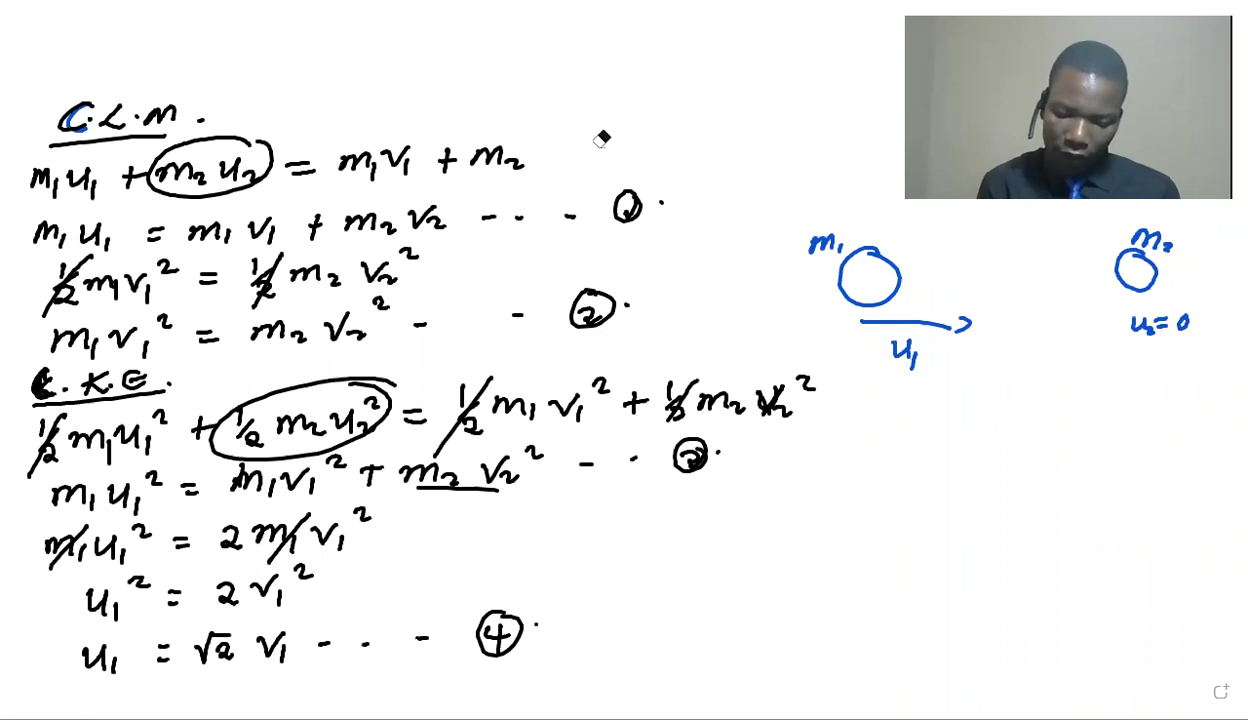 C.L.M.
m₁u₁ + m₂u₂ = m₁v₁ + m₂
m₁u₁ = m₁v₁ + m₂v₂ - - - - ①.
½m₁v₁² = ½m₂v₂²
m₁v₁² = m₂v₂² - - ②.
C.K.E.
½m₁u₁² + ½m₂u₂² = ½m₁v₁² + ½m₂v₂²
m₁u₁² = m₁v₁² + m₂v₂² - - ③.
m₁u₁² = 2m₁v₁²
u₁² = 2v₁²
u₁ = √2 v₁ - - - ④.
m₁ m₂
u₂=0
u₁